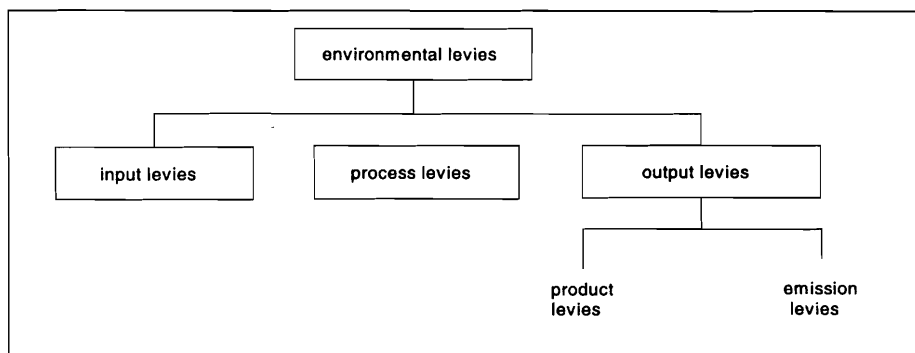 environmental levies
input levies
process levies
output levies
product
levies
emission
levies